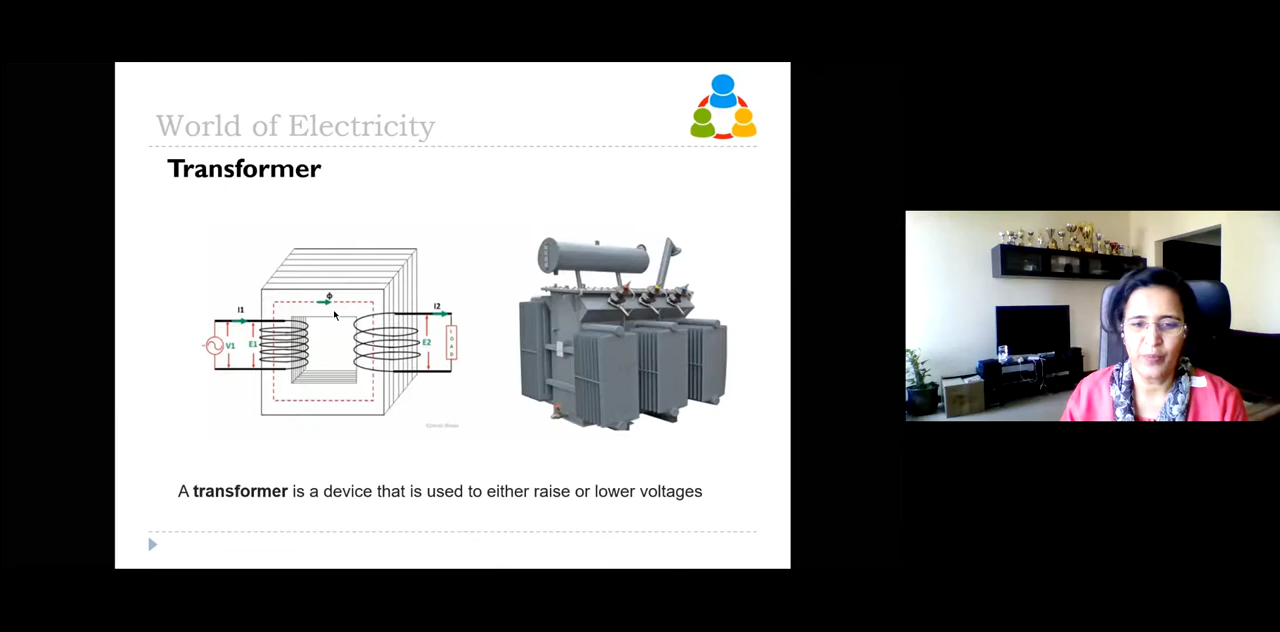 World of Electricity
Transformer
Φ
I1
I2
V1
E1
E2
LOAD
A transformer is a device that is used to either raise or lower voltages